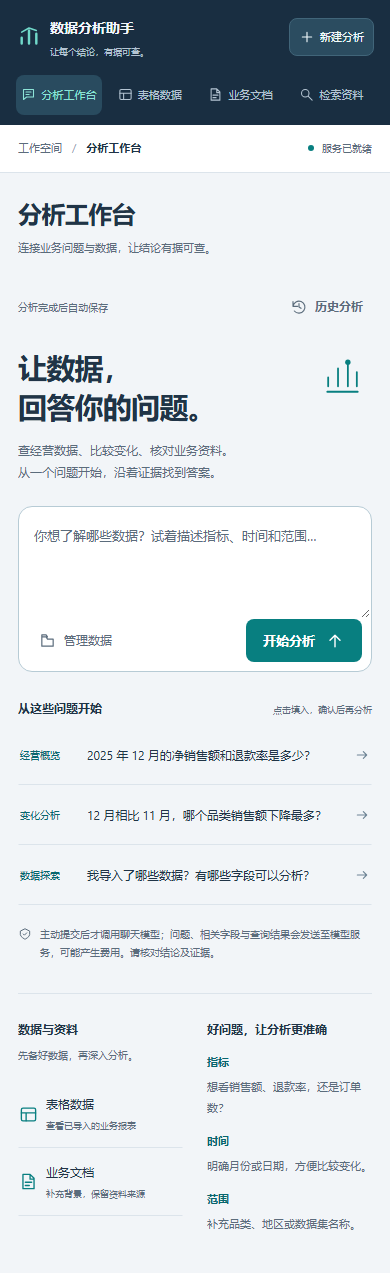 数据分析助手
让每个结论，有据可查。
新建分析
分析工作台
表格数据
业务文档
检索资料
工作空间 / 分析工作台
服务已就绪
分析工作台
连接业务问题与数据，让结论有据可查。
分析完成后自动保存
历史分析
让数据，
回答你的问题。
查经营数据、比较变化、核对业务资料。
从一个问题开始，沿着证据找到答案。
你想了解哪些数据？试着描述指标、时间和范围...
管理数据
开始分析
从这些问题开始
点击填入，确认后再分析
经营概览
2025 年 12 月的净销售额和退款率是多少？
变化分析
12 月相比 11 月，哪个品类销售额下降最多？
数据探索
我导入了哪些数据？有哪些字段可以分析？
主动提交后才调用聊天模型；问题、相关字段与查询结果会发送至模型服
务，可能产生费用。请核对结论及证据。
数据与资料
先备好数据，再深入分析。
表格数据
查看已导入的业务报表
业务文档
补充背景，保留资料来源
好问题，让分析更准确
指标
想看销售额、退款率，还是订单
数？
时间
明确月份或日期，方便比较变化。
范围
补充品类、地区或数据集名称。